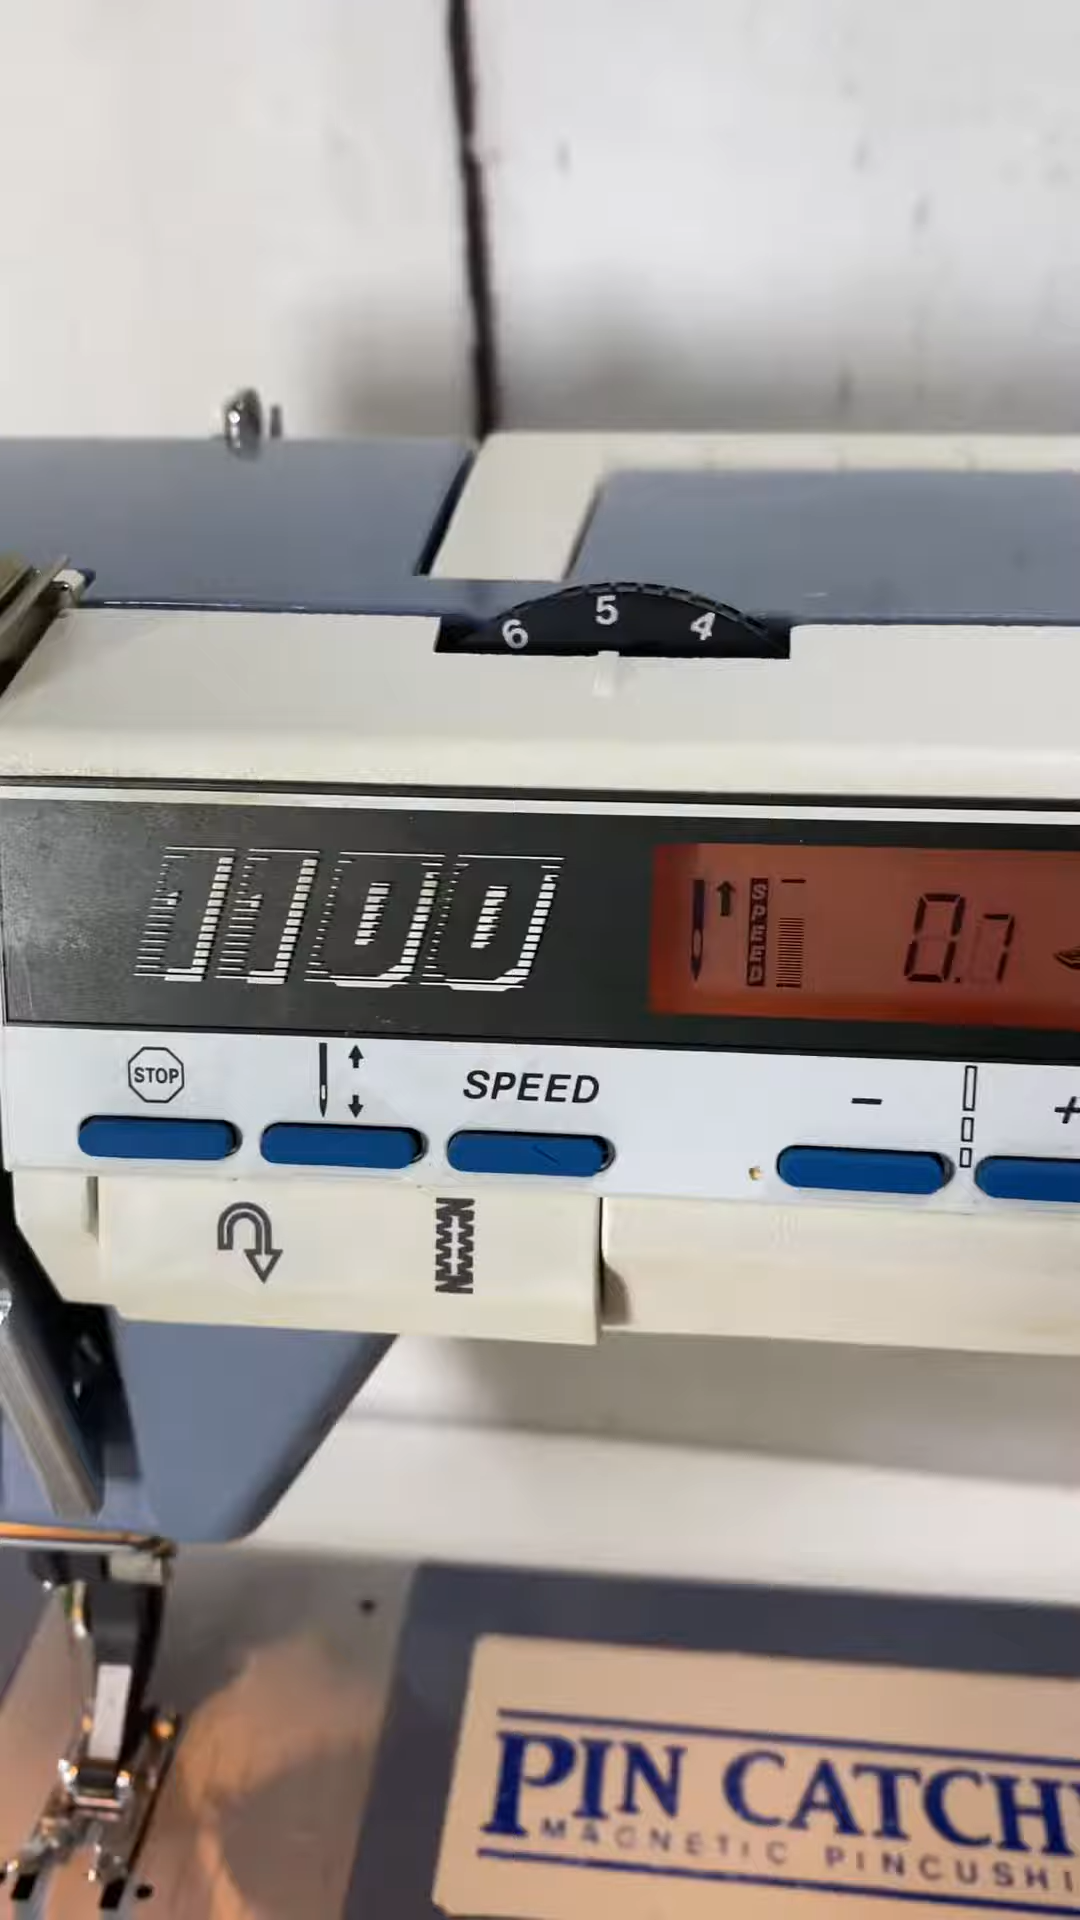 6 5 4
1100
SPEED
0.7
STOP
SPEED
- +
PIN CATCH
MAGNETIC PINCUSHI